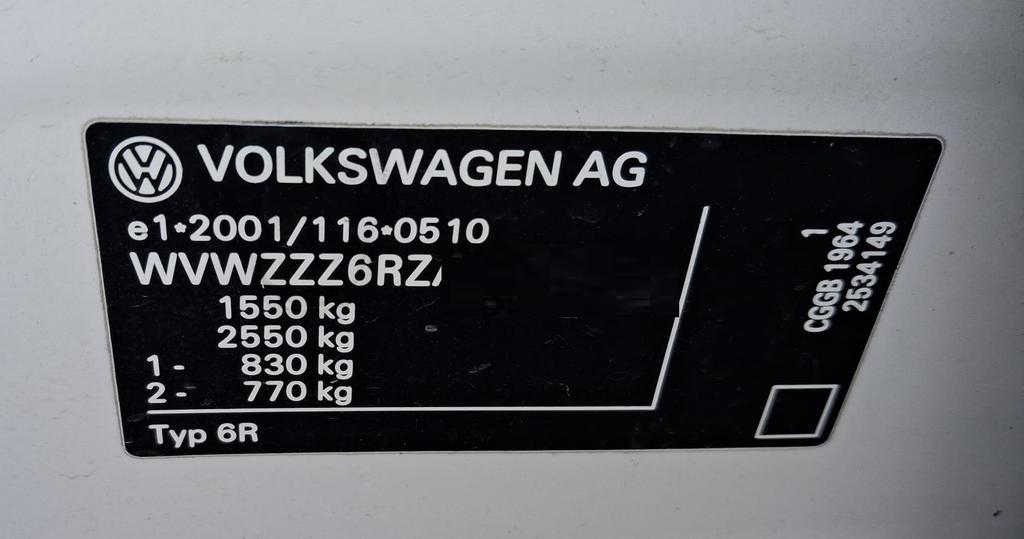 VOLKSWAGEN AG
e1*2001/116*0510
WVWZZZ6RZ
1550 kg
2550 kg
1 - 830 kg
2 - 770 kg
Typ 6R
1
CGGB 1964
2534149